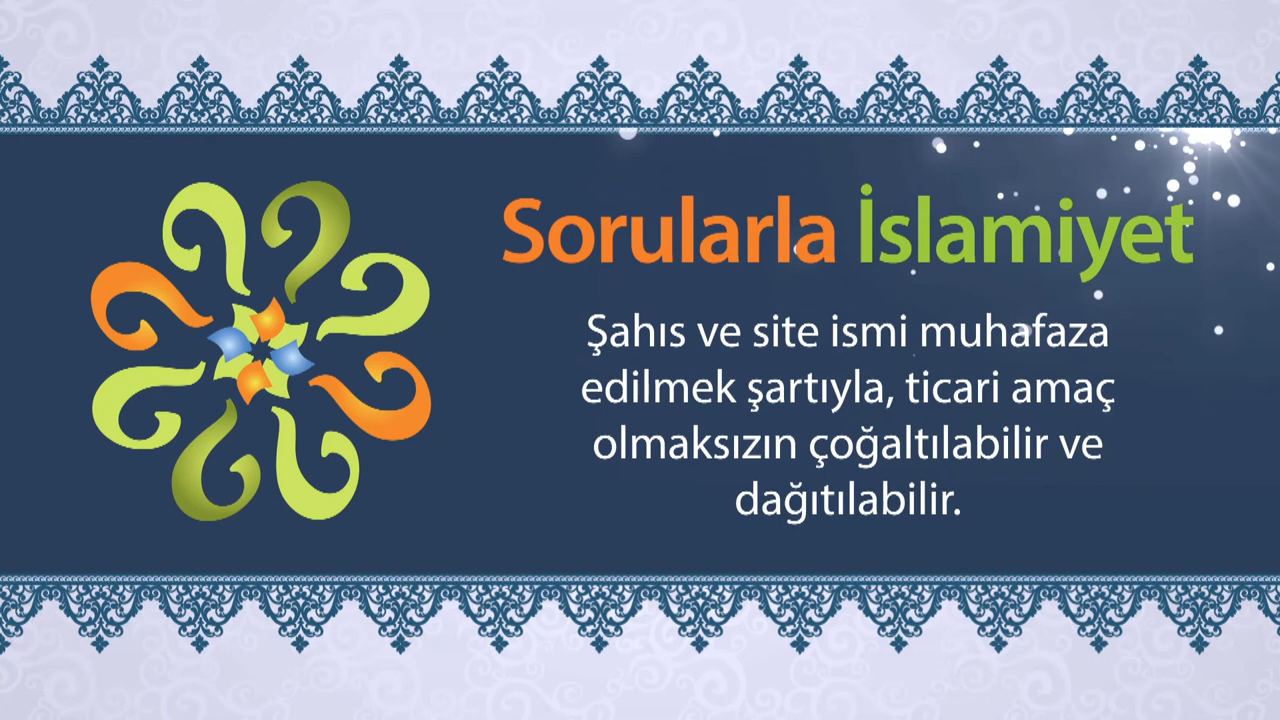 Sorularla İslamiyet
Şahıs ve site ismi muhafaza
edilmek şartıyla, ticari amaç
olmaksızın çoğaltılabilir ve
dağıtılabilir.